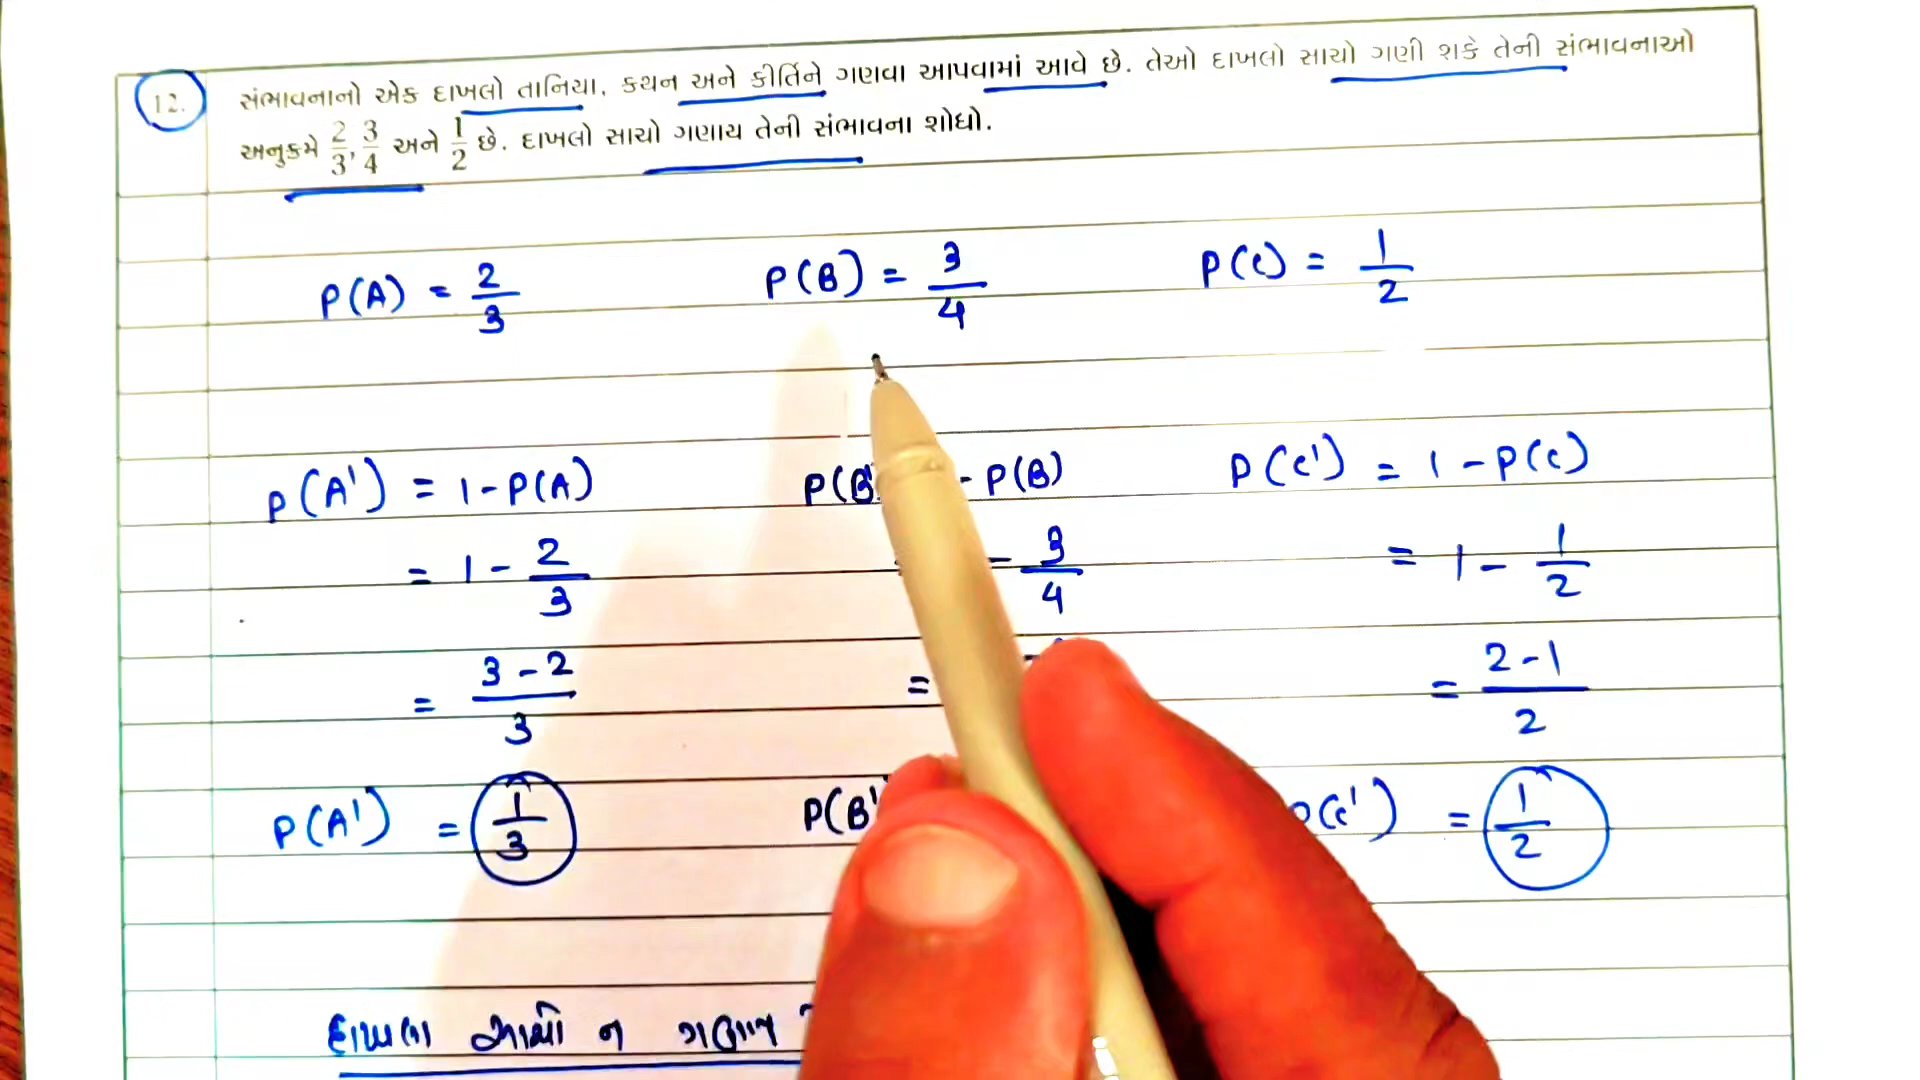 12. સંભાવનાનો એક દાખલો તાનિયા, કથન અને કીર્તિને ગણવા આપવામાં આવે છે. તેઓ દાખલો સાચો ગણી શકે તેની સંભાવનાઓ
અનુક્રમે 2/3, 3/4 અને 1/2 છે. દાખલો સાચો ગણાય તેની સંભાવના શોધો.
P(A) = 2/3 P(B) = 3/4 P(C) = 1/2
P(A') = 1-P(A) P(B' - P(B) P(C') = 1-P(C)
= 1 - 2/3 = - 3/4 = 1 - 1/2
= 3-2/3 = = 2-1/2
P(A') = 1/3 P(B' P(C') = 1/2
દાખલો સાચો ન ગણાય